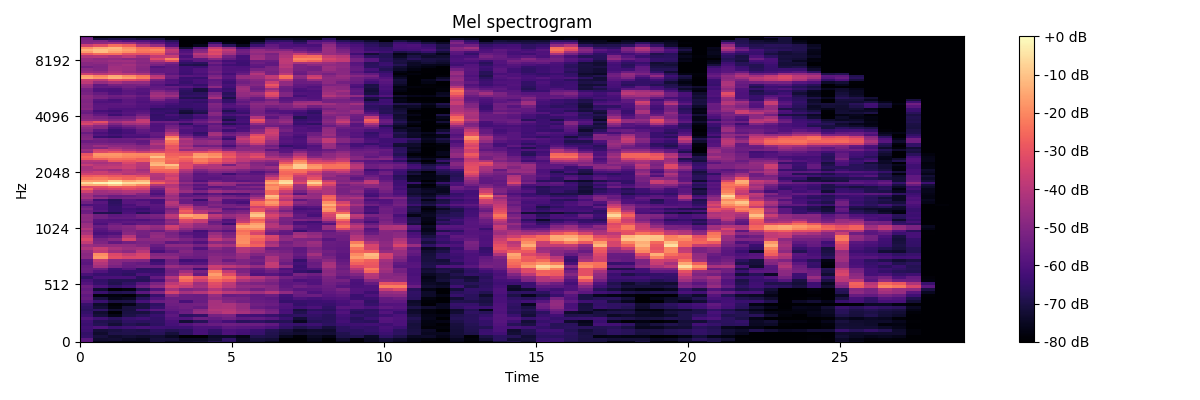 Mel spectrogram
Hz
8192
4096
2048
1024
512
0
0 5 10 15 20 25
Time
+0 dB
-10 dB
-20 dB
-30 dB
-40 dB
-50 dB
-60 dB
-70 dB
-80 dB